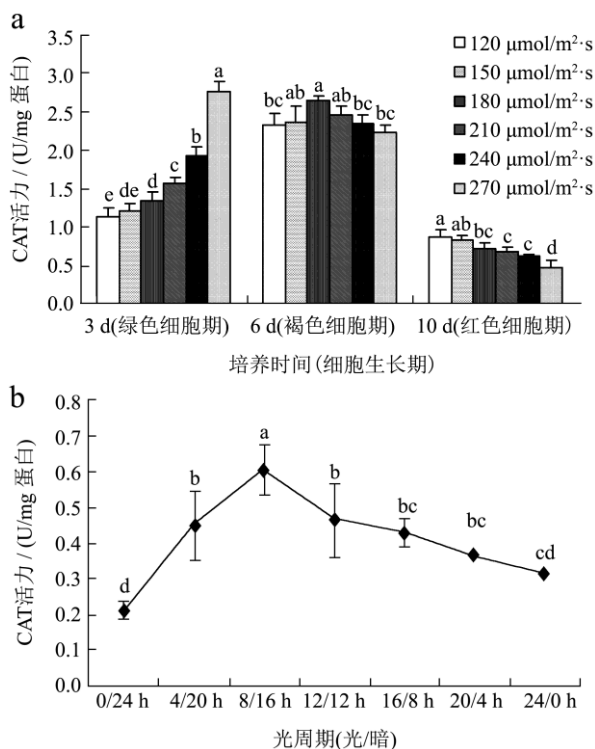 a
CAT活力 / (U/mg 蛋白)
3.5
3.0
2.5
2.0
1.5
1.0
0.5
0.0
120 μmol/m²·s
150 μmol/m²·s
180 μmol/m²·s
210 μmol/m²·s
240 μmol/m²·s
270 μmol/m²·s
e de d c b a
bc ab a ab bc bc
a ab bc c c d
3 d(绿色细胞期) 6 d(褐色细胞期) 10 d(红色细胞期)
培养时间(细胞生长期)
b
CAT活力 / (U/mg 蛋白)
0.8
0.7
0.6
0.5
0.4
0.3
0.2
0.1
0.0
d b a b bc bc cd
0/24 h 4/20 h 8/16 h 12/12 h 16/8 h 20/4 h 24/0 h
光周期(光/暗)